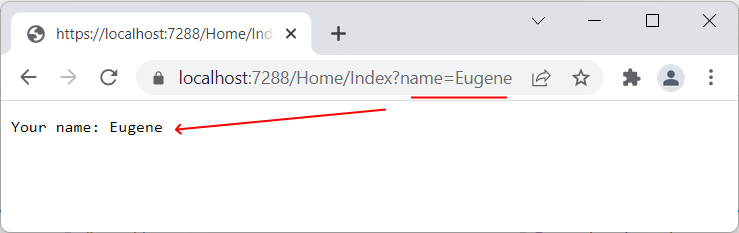 https://localhost:7288/Home/Ind
localhost:7288/Home/Index?name=Eugene
Your name: Eugene